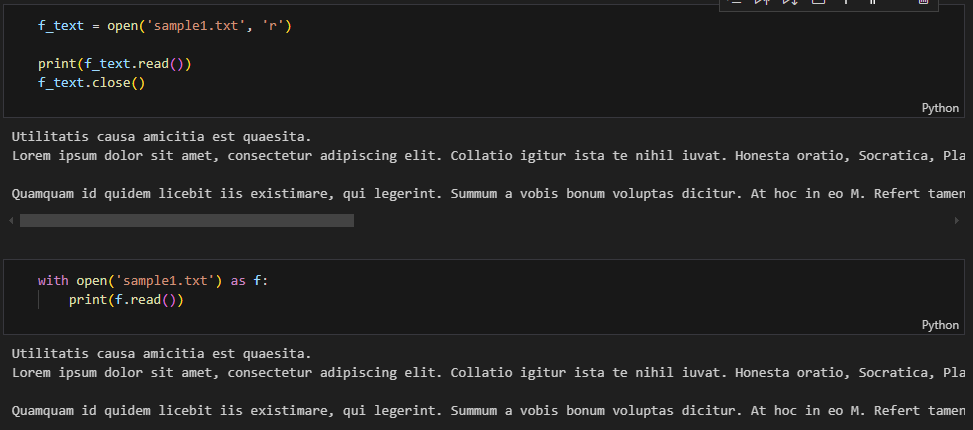 f_text = open('sample1.txt', 'r')
print(f_text.read())
f_text.close()
Python
Utilitatis causa amicitia est quaesita.
Lorem ipsum dolor sit amet, consectetur adipiscing elit. Collatio igitur ista te nihil iuvat. Honesta oratio, Socratica, Pla
Quamquam id quidem licebit iis existimare, qui legerint. Summum a vobis bonum voluptas dicitur. At hoc in eo M. Refert tamen
with open('sample1.txt') as f:
    print(f.read())
Python
Utilitatis causa amicitia est quaesita.
Lorem ipsum dolor sit amet, consectetur adipiscing elit. Collatio igitur ista te nihil iuvat. Honesta oratio, Socratica, Pla
Quamquam id quidem licebit iis existimare, qui legerint. Summum a vobis bonum voluptas dicitur. At hoc in eo M. Refert tamen